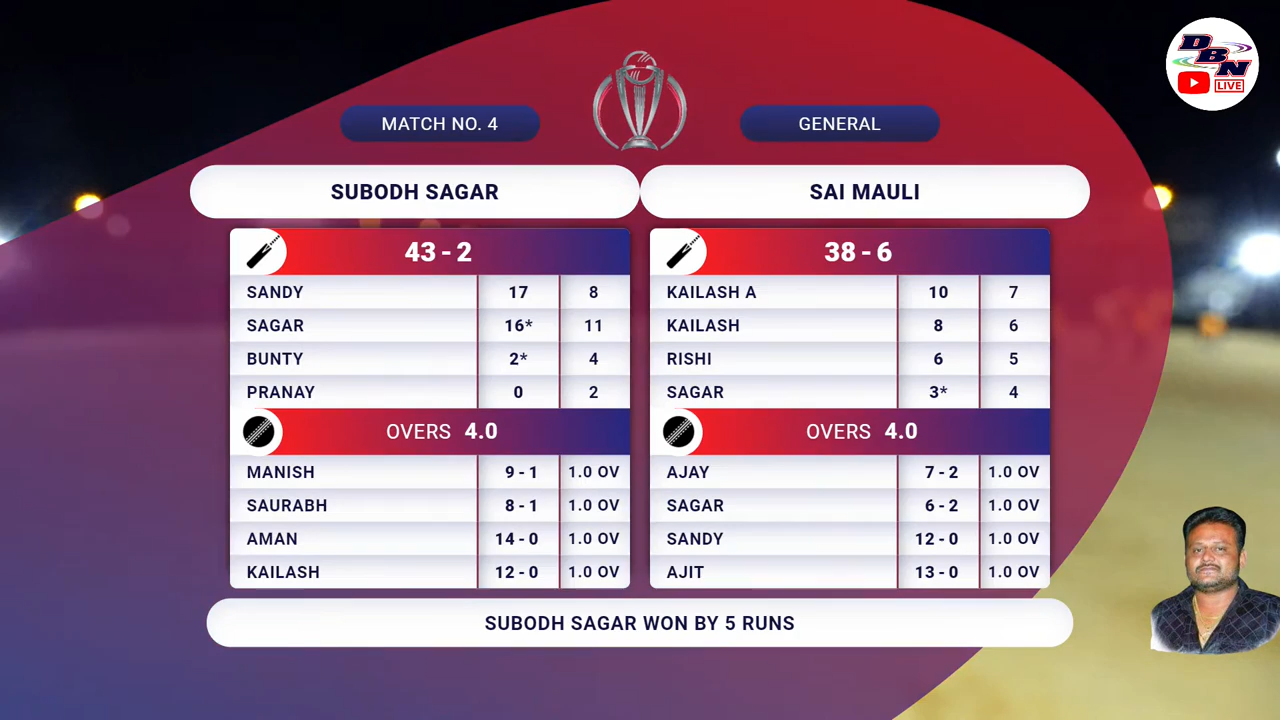 DBN
LIVE
MATCH NO. 4
GENERAL
SUBODH SAGAR
SAI MAULI
43 - 2
SANDY 17 8
SAGAR 16* 11
BUNTY 2* 4
PRANAY 0 2
OVERS 4.0
MANISH 9 - 1 1.0 OV
SAURABH 8 - 1 1.0 OV
AMAN 14 - 0 1.0 OV
KAILASH 12 - 0 1.0 OV
38 - 6
KAILASH A 10 7
KAILASH 8 6
RISHI 6 5
SAGAR 3* 4
OVERS 4.0
AJAY 7 - 2 1.0 OV
SAGAR 6 - 2 1.0 OV
SANDY 12 - 0 1.0 OV
AJIT 13 - 0 1.0 OV
SUBODH SAGAR WON BY 5 RUNS